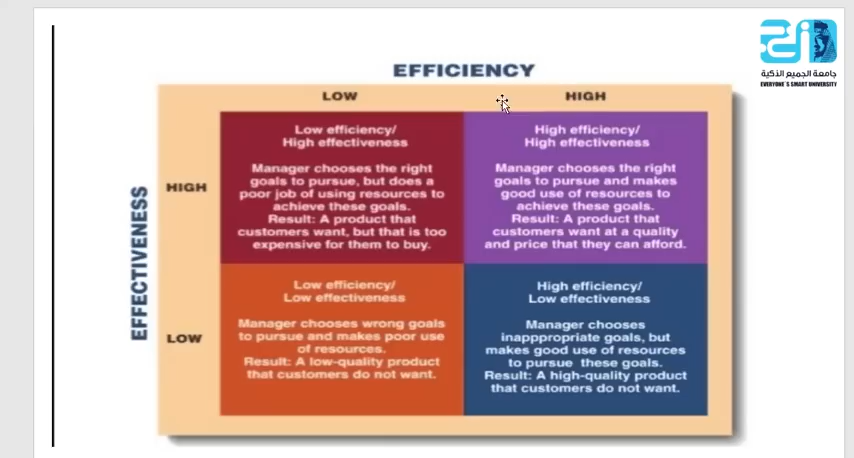 جامعة الجميع الذكية
EVERYONE'S SMART UNIVERSITY
EFFICIENCY
LOW
HIGH
EFFECTIVENESS
HIGH
Low efficiency/
High effectiveness
Manager chooses the right
goals to pursue, but does a
poor job of using resources to
achieve these goals.
Result: A product that
customers want, but that is too
expensive for them to buy.
High efficiency/
High effectiveness
Manager chooses the right
goals to pursue and makes
good use of resources to
achieve these goals.
Result: A product that
customers want at a quality
and price that they can afford.
LOW
Low efficiency/
Low effectiveness
Manager chooses wrong goals
to pursue and makes poor use
of resources.
Result: A low-quality product
that customers do not want.
High efficiency/
Low effectiveness
Manager chooses
inapppropriate goals, but
makes good use of resources
to pursue these goals.
Result: A high-quality product
that customers do not want.